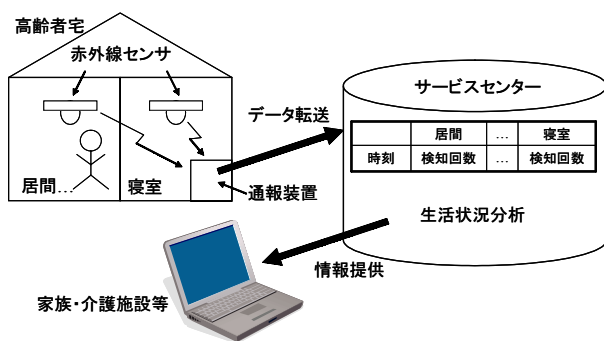 高齢者宅
赤外線センサ
居間…
寝室
通報装置
データ転送
サービスセンター
居間 … 寝室
時刻 検知回数 … 検知回数
生活状況分析
情報提供
家族・介護施設等